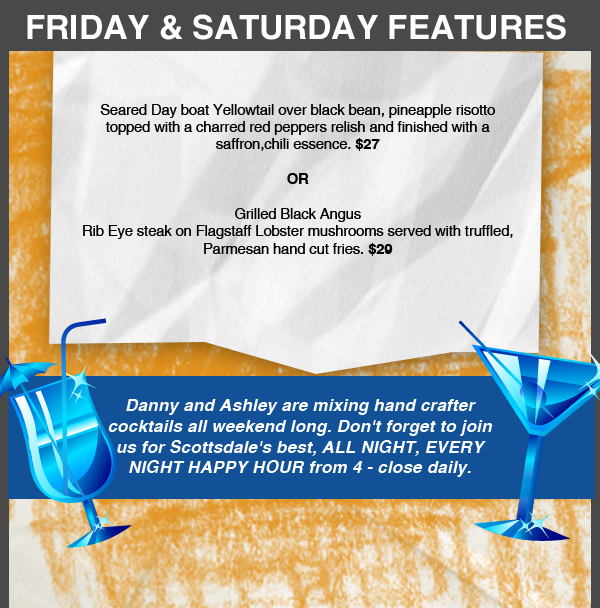 FRIDAY & SATURDAY FEATURES
Seared Day boat Yellowtail over black bean, pineapple risotto
topped with a charred red peppers relish and finished with a
saffron,chili essence. $27
OR
Grilled Black Angus
Rib Eye steak on Flagstaff Lobster mushrooms served with truffled,
Parmesan hand cut fries. $29
Danny and Ashley are mixing hand crafter
cocktails all weekend long. Don't forget to join
us for Scottsdale's best, ALL NIGHT, EVERY
NIGHT HAPPY HOUR from 4 - close daily.